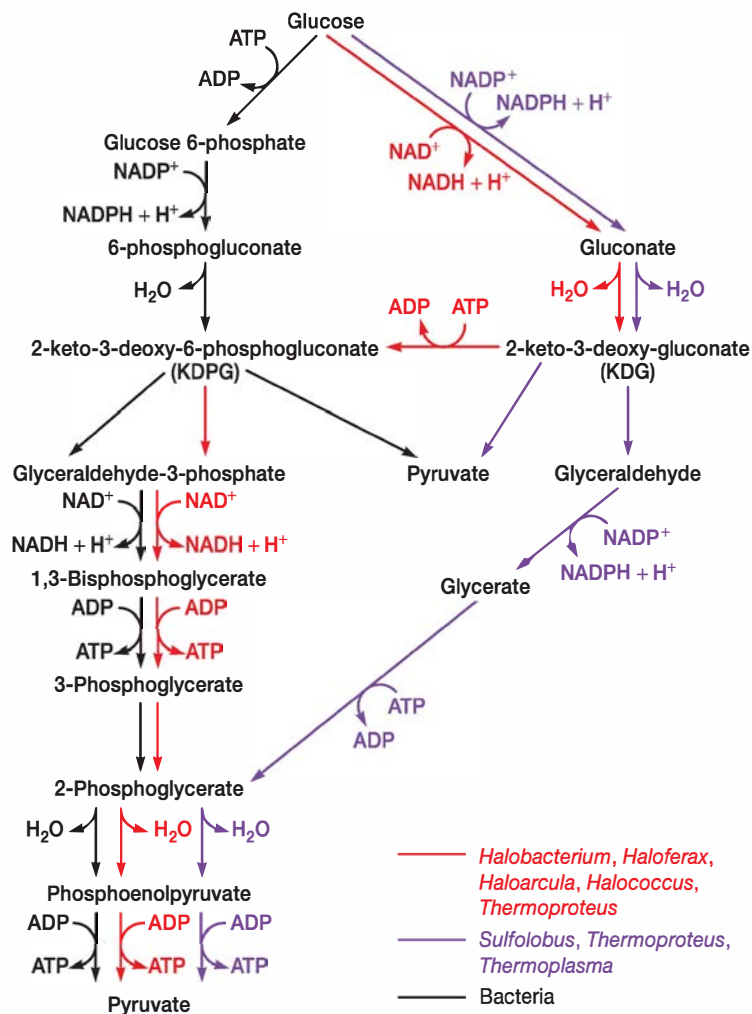 Glucose
ATP
ADP
NADP⁺
NADPH + H⁺
NAD⁺
NADH + H⁺
Glucose 6-phosphate
NADP⁺
NADPH + H⁺
6-phosphogluconate
Gluconate
H₂O
H₂O
H₂O
ADP
ATP
2-keto-3-deoxy-6-phosphogluconate
(KDPG)
2-keto-3-deoxy-gluconate
(KDG)
Glyceraldehyde-3-phosphate
Pyruvate
Glyceraldehyde
NAD⁺
NAD⁺
NADH + H⁺
NADH + H⁺
NADP⁺
NADPH + H⁺
1,3-Bisphosphoglycerate
Glycerate
ADP
ADP
ATP
ATP
3-Phosphoglycerate
ATP
ADP
2-Phosphoglycerate
H₂O
H₂O
H₂O
Phosphoenolpyruvate
ADP
ADP
ADP
ATP
ATP
ATP
Pyruvate
Halobacterium, Haloferax,
Haloarcula, Halococcus,
Thermoproteus
Sulfolobus, Thermoproteus,
Thermoplasma
Bacteria